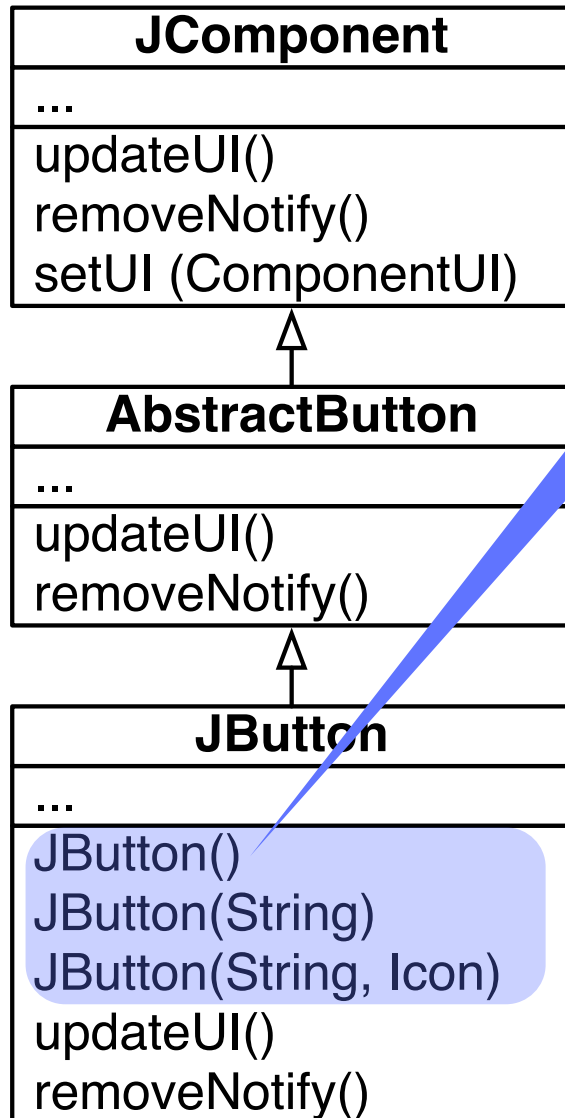 JComponent
...
updateUI()
removeNotify()
setUI (ComponentUI)
AbstractButton
...
updateUI()
removeNotify()
JButton
...
JButton()
JButton(String)
JButton(String, Icon)
updateUI()
removeNotify()